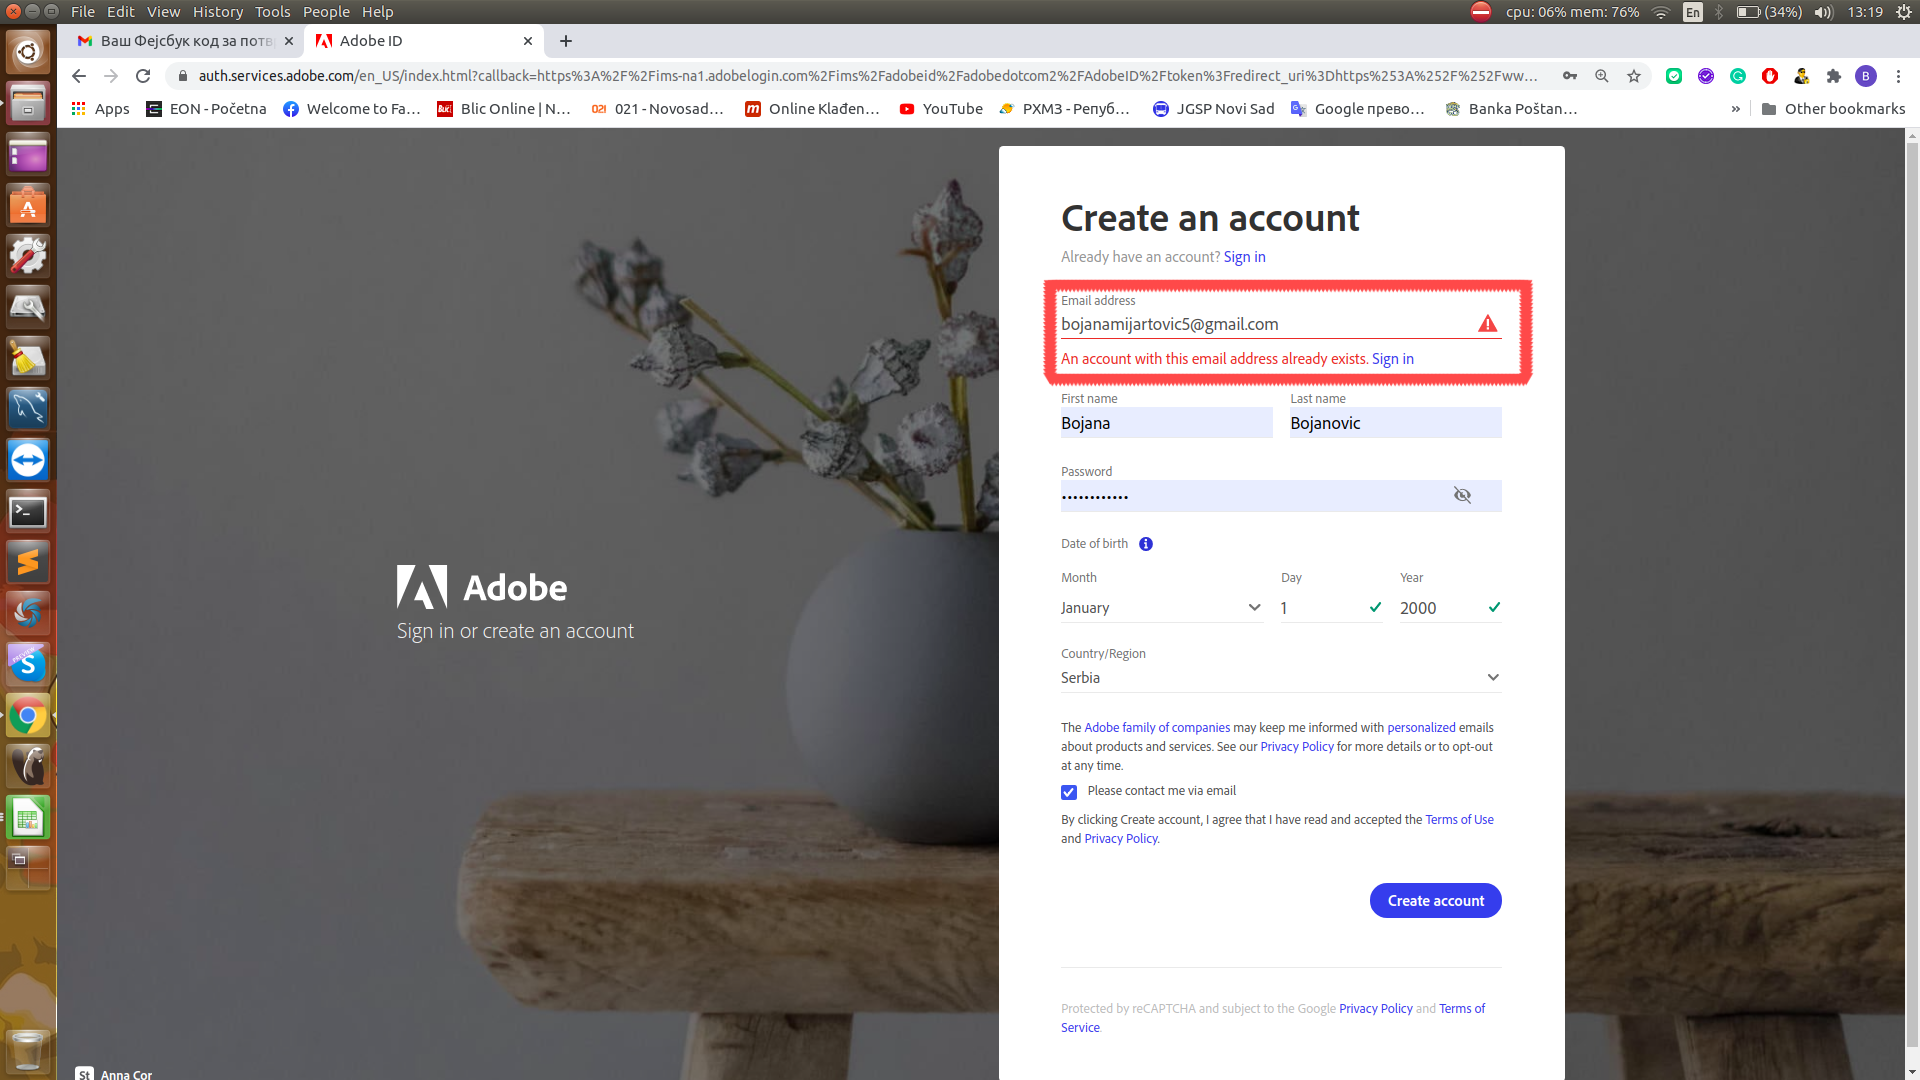 File Edit View History Tools People Help
cpu: 06% mem: 76% En (34%) 13:19
Ваш Фејсбук код за потв
Adobe ID
auth.services.adobe.com/en_US/index.html?callback=https%3A%2F%2Fims-na1.adobelogin.com%2Fims%2Fadobeid%2Fadobedotcom2%2FAdobeID%2Ftoken%3Fredirect_uri%3Dhttps%253A%252F%252Fww...
B
Apps EON - Početna Welcome to Fa... Blic Online | N... 021 - Novosad... Online Klađen... YouTube РХМЗ - Репуб... JGSP Novi Sad Google прево... Banka Poštan... » Other bookmarks
Create an account
Already have an account? Sign in
Email address
bojanamijartovic5@gmail.com
An account with this email address already exists. Sign in
First name Last name
Bojana Bojanovic
Password
••••••••••••
Date of birth
Month Day Year
January 1 2000
Country/Region
Serbia
The Adobe family of companies may keep me informed with personalized emails
about products and services. See our Privacy Policy for more details or to opt-out
at any time.
Please contact me via email
By clicking Create account, I agree that I have read and accepted the Terms of Use
and Privacy Policy.
Create account
Protected by reCAPTCHA and subject to the Google Privacy Policy and Terms of
Service.
Adobe
Sign in or create an account
St Anna Cor